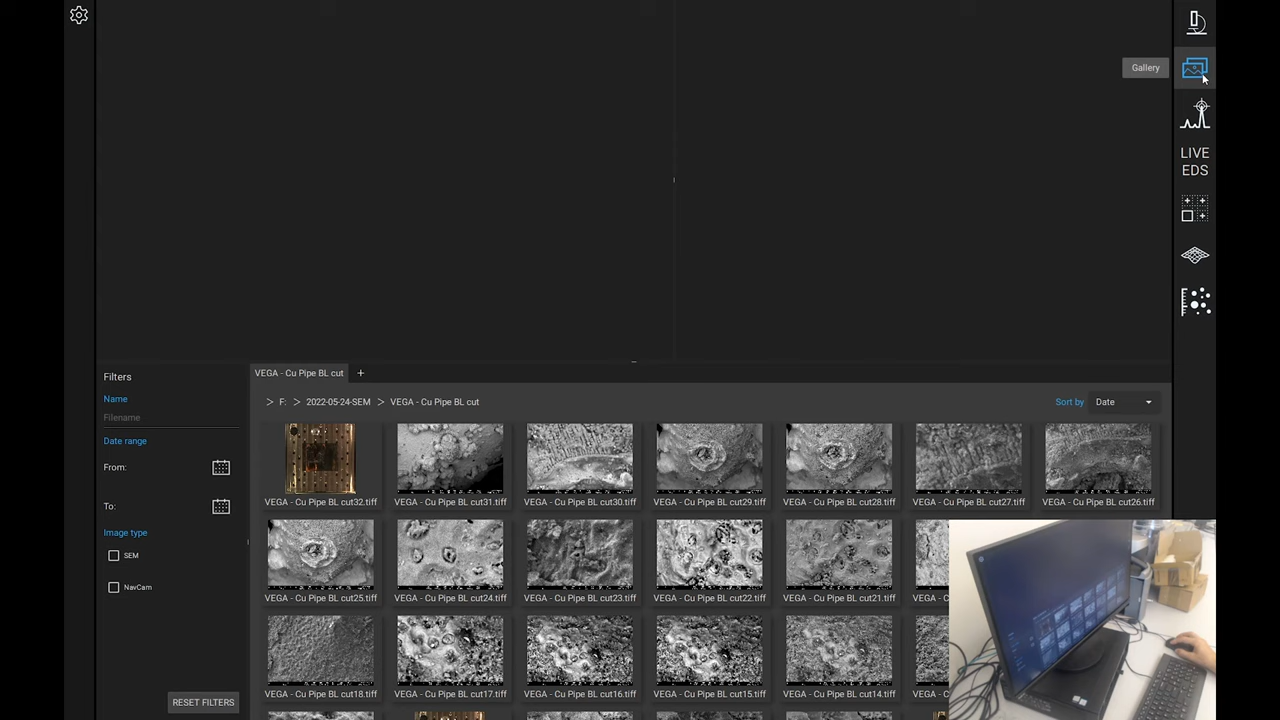 Gallery
LIVE
EDS
Filters
Name
Filename
Date range
From:
To:
Image type
SEM
NavCam
RESET FILTERS
VEGA - Cu Pipe BL cut +
> F: > 2022-05-24-SEM > VEGA - Cu Pipe BL cut
Sort by Date
VEGA - Cu Pipe BL cut32.tiff
VEGA - Cu Pipe BL cut31.tiff
VEGA - Cu Pipe BL cut30.tiff
VEGA - Cu Pipe BL cut29.tiff
VEGA - Cu Pipe BL cut28.tiff
VEGA - Cu Pipe BL cut27.tiff
VEGA - Cu Pipe BL cut26.tiff
VEGA - Cu Pipe BL cut25.tiff
VEGA - Cu Pipe BL cut24.tiff
VEGA - Cu Pipe BL cut23.tiff
VEGA - Cu Pipe BL cut22.tiff
VEGA - Cu Pipe BL cut21.tiff
VEGA - C
VEGA - Cu Pipe BL cut18.tiff
VEGA - Cu Pipe BL cut17.tiff
VEGA - Cu Pipe BL cut16.tiff
VEGA - Cu Pipe BL cut15.tiff
VEGA - Cu Pipe BL cut14.tiff
VEGA - C